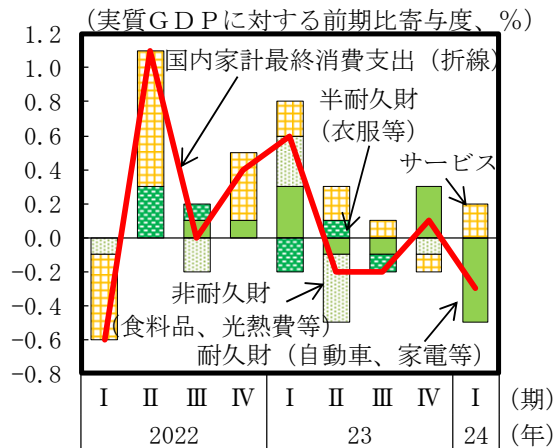 (実質GDPに対する前期比寄与度、%)
1.2
1.0
0.8
0.6
0.4
0.2
0.0
−0.2
−0.4
−0.6
−0.8
国内家計最終消費支出（折線）
半耐久財
（衣服等）
サービス
非耐久財
（食料品、光熱費等）
耐久財（自動車、家電等）
Ⅰ Ⅱ Ⅲ Ⅳ Ⅰ Ⅱ Ⅲ Ⅳ Ⅰ (期)
2022 23 24 (年)